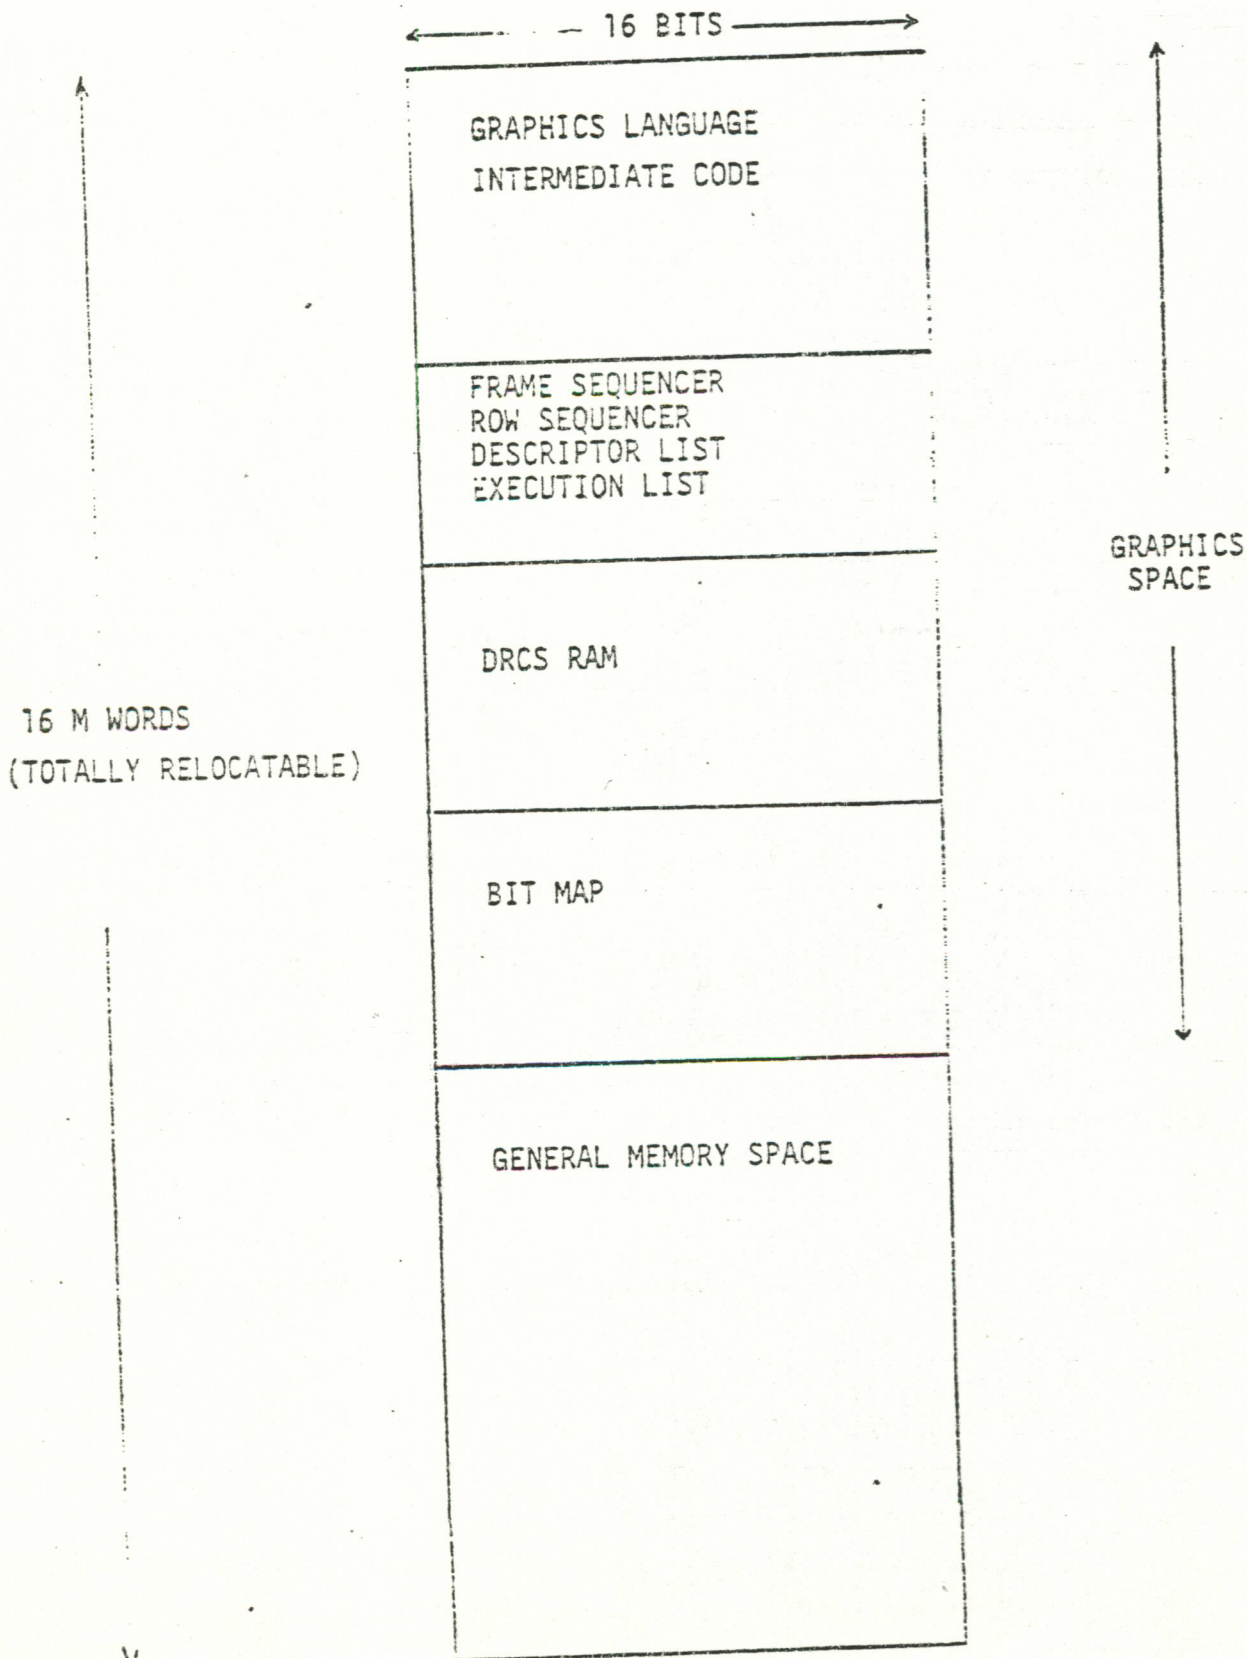 16 BITS
GRAPHICS LANGUAGE
INTERMEDIATE CODE
FRAME SEQUENCER
ROW SEQUENCER
DESCRIPTOR LIST
EXECUTION LIST
GRAPHICS
SPACE
DRCS RAM
16 M WORDS
(TOTALLY RELOCATABLE)
BIT MAP
GENERAL MEMORY SPACE